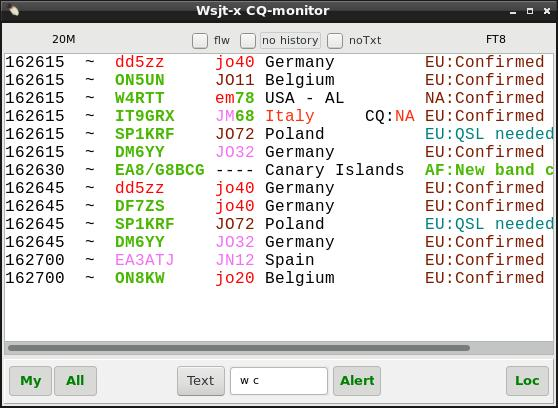 Wsjt-x CQ-monitor
20M flw no history noTxt FT8
162615 ~ dd5zz jo40 Germany EU:Confirmed
162615 ~ ON5UN JO11 Belgium EU:Confirmed
162615 ~ W4RTT em78 USA - AL NA:Confirmed
162615 ~ IT9GRX JM68 Italy CQ:NA EU:Confirmed
162615 ~ SP1KRF JO72 Poland EU:QSL needed
162615 ~ DM6YY JO32 Germany EU:Confirmed
162630 ~ EA8/G8BCG ---- Canary Islands AF:New band c
162645 ~ dd5zz jo40 Germany EU:Confirmed
162645 ~ DF7ZS jo40 Germany EU:Confirmed
162645 ~ SP1KRF JO72 Poland EU:QSL needed
162645 ~ DM6YY JO32 Germany EU:Confirmed
162700 ~ EA3ATJ JN12 Spain EU:Confirmed
162700 ~ ON8KW jo20 Belgium EU:Confirmed
My All Text w c Alert Loc